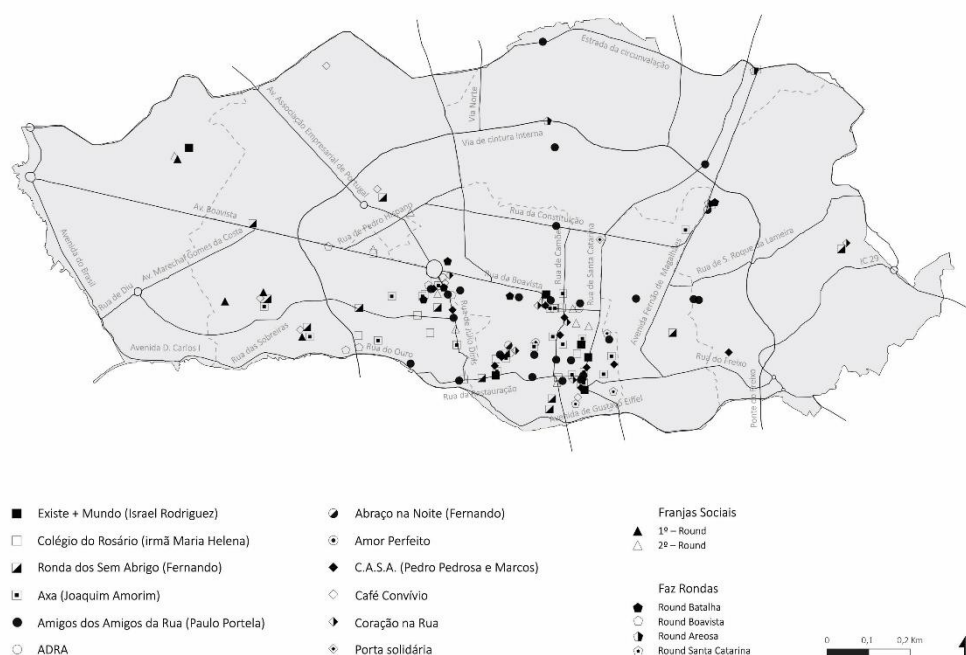 Estrada da circunvalação
Via Norte
Av. Associação Empresarial de Portugal
Via de cintura Interna
Av. Boavista
Rua de Pedro Hispano
Rua da Constituição
Rua de Camões
Rua de Santa Catarina
Avenida Fernão de Magalhães
Rua de S. Roque da Lameira
IC 29
Avenida do Brasil
Av. Marechal Gomes da Costa
Rua de Diu
Rua da Boavista
Rua de Júlio Dinis
Avenida D. Carlos I
Rua das Sobreiras
Rua do Ouro
Rua da Restauração
Avenida de Gustavo Eiffel
Rua do Freixo
Ponte do Freixo
Existe + Mundo (Israel Rodriguez)
Colégio do Rosário (irmã Maria Helena)
Ronda dos Sem Abrigo (Fernando)
Axa (Joaquim Amorim)
Amigos dos Amigos da Rua (Paulo Portela)
ADRA
Abraço na Noite (Fernando)
Amor Perfeito
C.A.S.A. (Pedro Pedrosa e Marcos)
Café Convívio
Coração na Rua
Porta solidária
Franjas Sociais
1º – Round
2º – Round
Faz Rondas
Round Batalha
Round Boavista
Round Areosa
Round Santa Catarina
0 0,1 0,2 Km